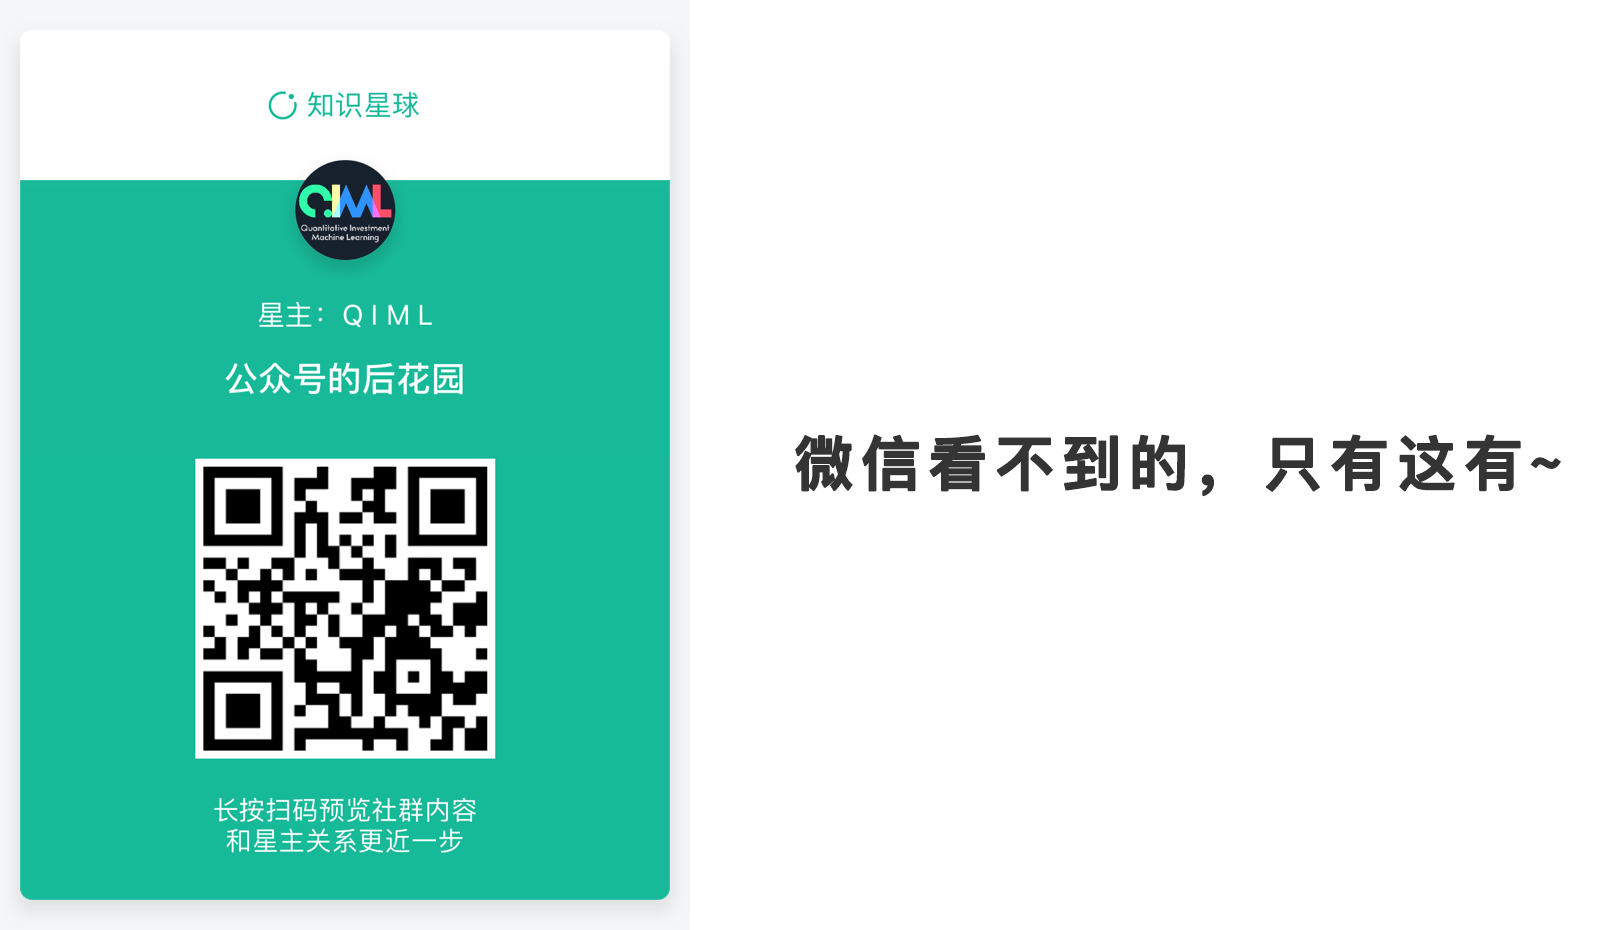 知识星球
QIML
Quantitative Investment
Machine Learning
星主：QIML
公众号的后花园
长按扫码预览社群内容
和星主关系更近一步
微信看不到的，只有这有~